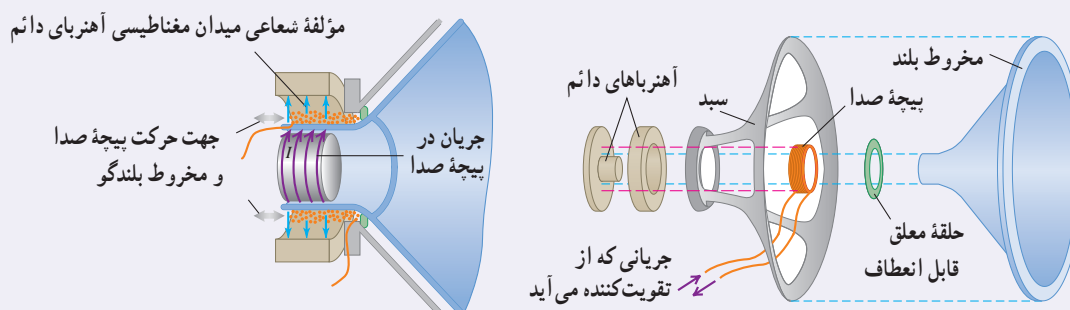 مخروط بلند
پیچهٔ صدا
سبد
آهنرباهای دائم
حلقهٔ معلق
قابل انعطاف
جریانی که از
تقویت‌کننده می‌آید
مؤلفهٔ شعاعی میدان مغناطیسی آهنربای دائم
جهت حرکت پیچهٔ صدا
و مخروط بلندگو
جریان در
پیچهٔ صدا
I